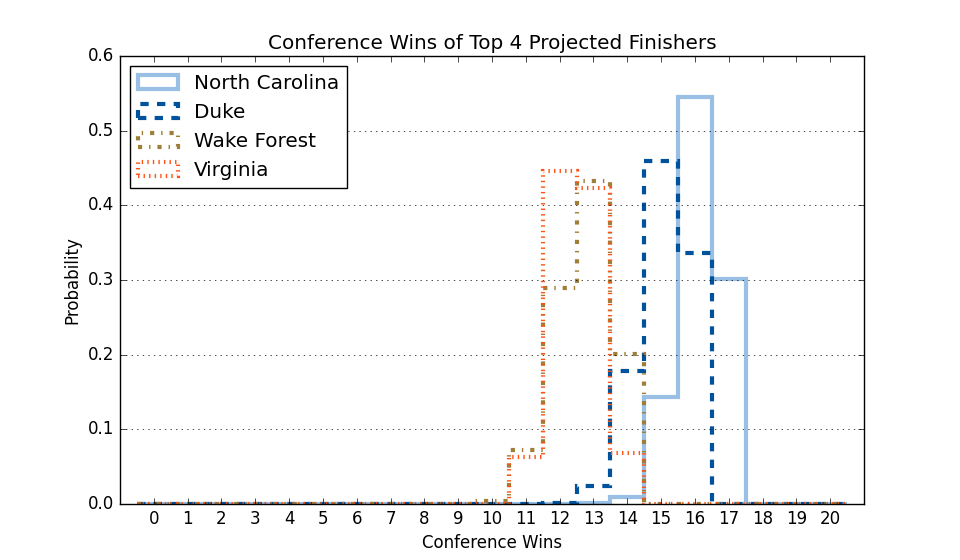 Conference Wins of Top 4 Projected Finishers
0.6
0.5
0.4
0.3
0.2
0.1
0.0
Probability
North Carolina
Duke
Wake Forest
Virginia
0 1 2 3 4 5 6 7 8 9 10 11 12 13 14 15 16 17 18 19 20
Conference Wins